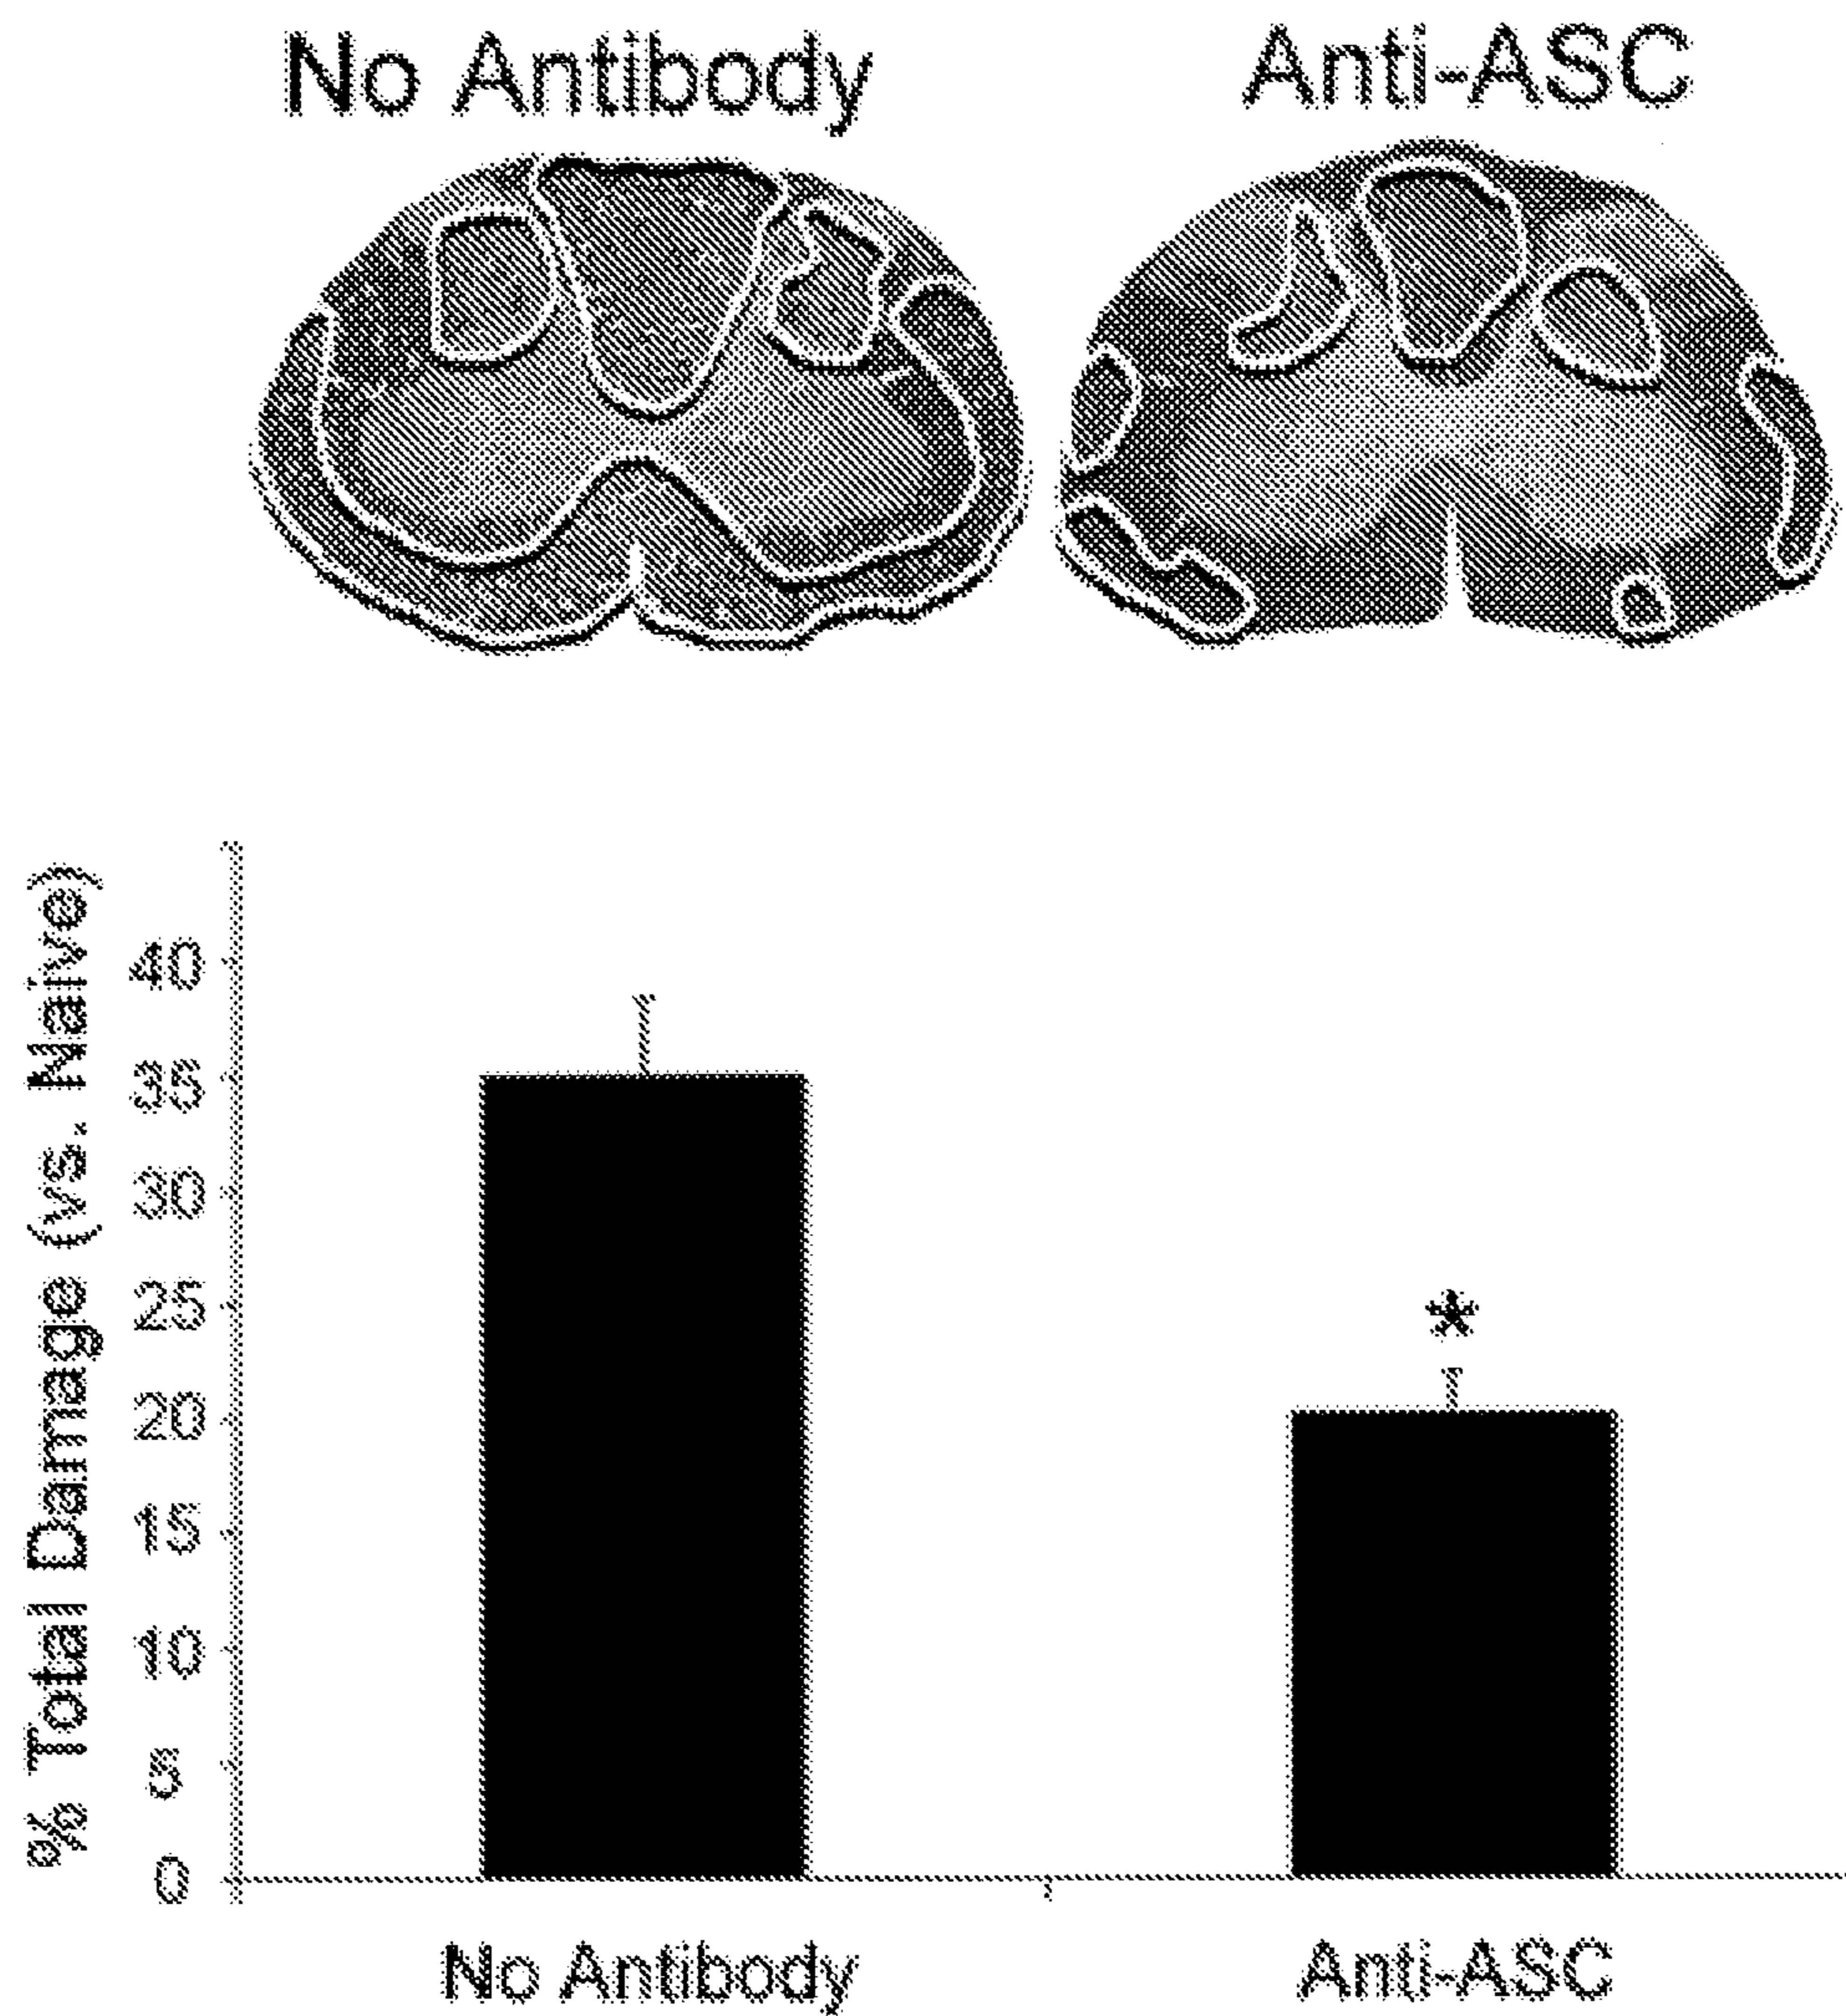 No Antibody
Anti-ASC
% Total Damage (vs. Naive)
40
35
30
25
20
15
10
5
0
*
No Antibody
Anti-ASC